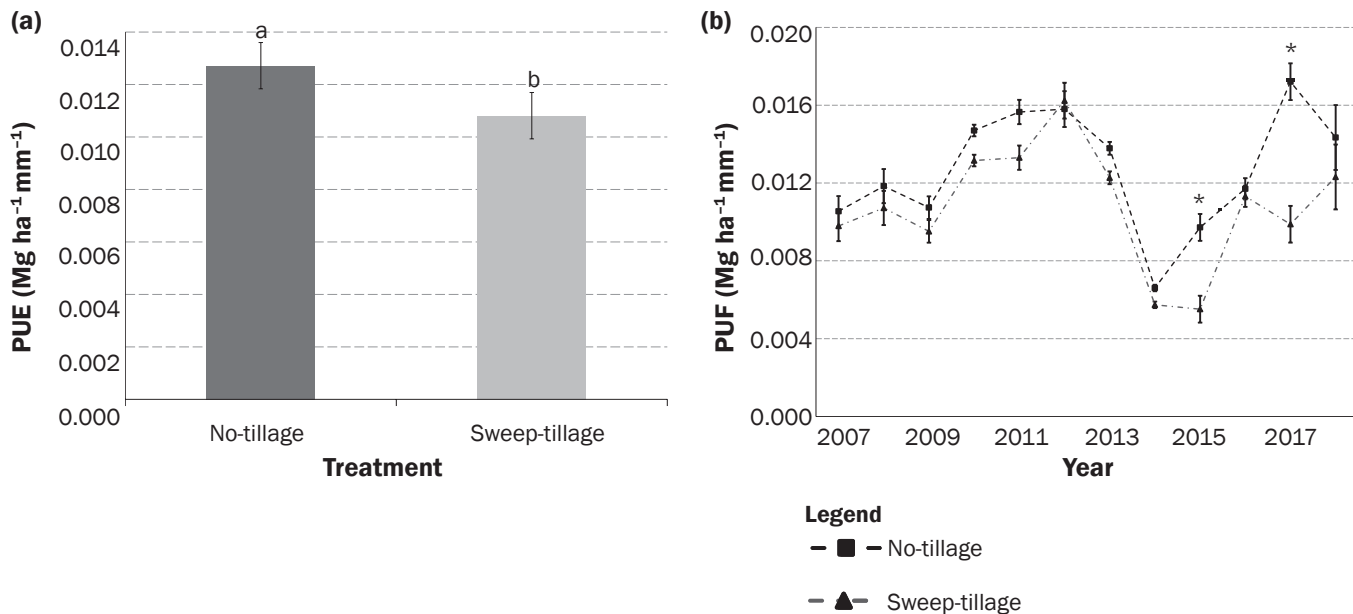 (a)
0.014
0.012
0.010
0.008
0.006
0.004
0.002
0.000
PUE (Mg ha⁻¹ mm⁻¹)
a
b
No-tillage
Sweep-tillage
Treatment
(b)
0.020
0.016
0.012
0.008
0.004
0.000
PUF (Mg ha⁻¹ mm⁻¹)
*
*
2007 2009 2011 2013 2015 2017
Year
Legend
No-tillage
Sweep-tillage